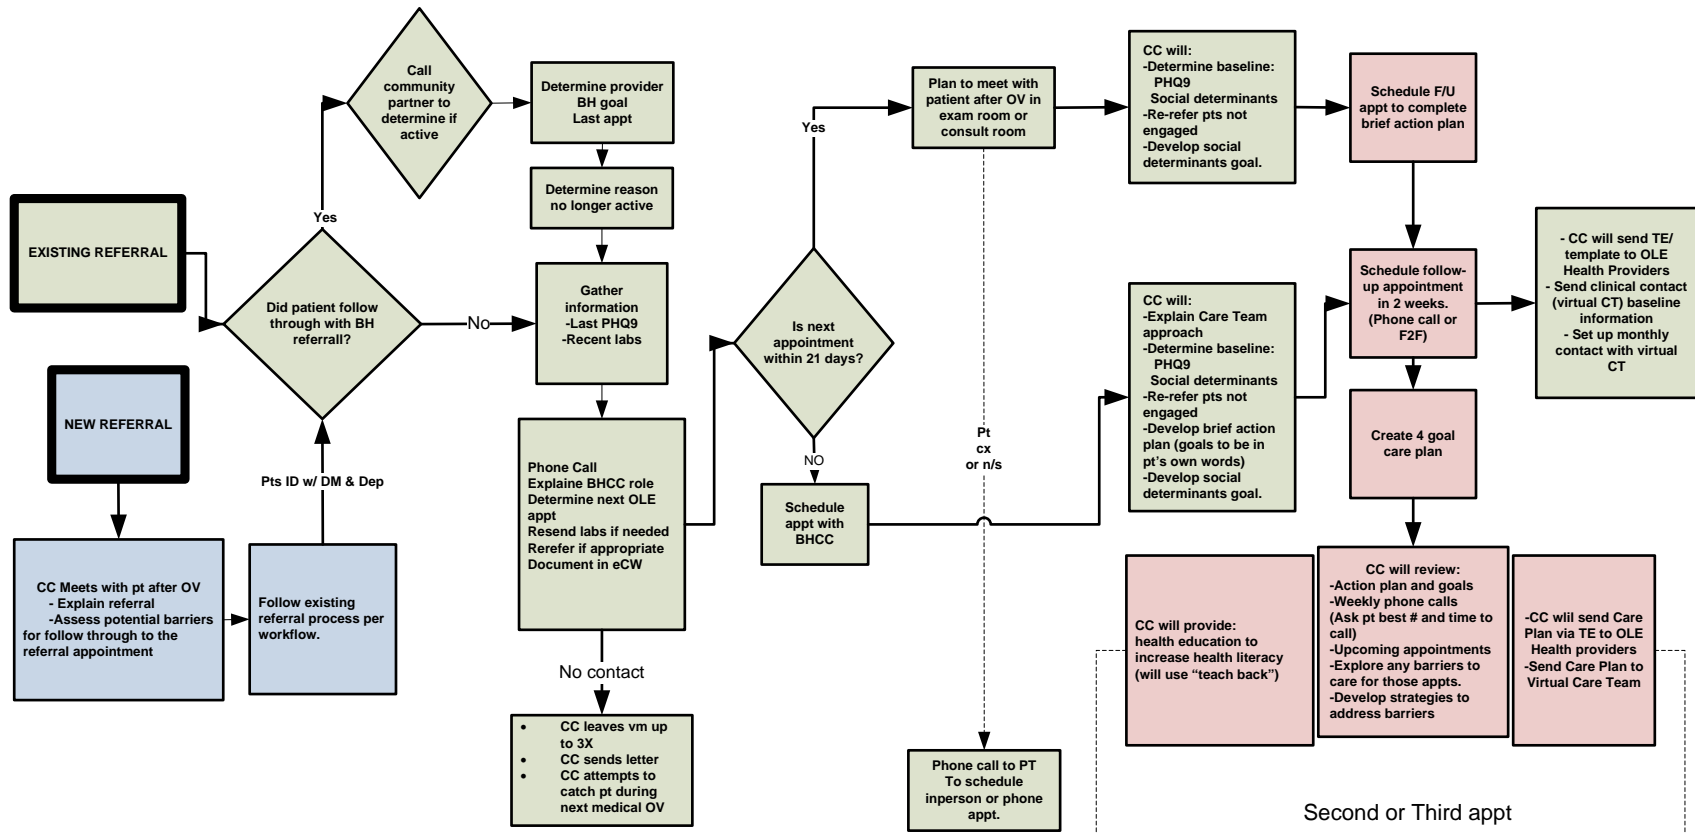 EXISTING REFERRAL
NEW REFERRAL
CC Meets with pt after OV
- Explain referral
-Assess potential barriers
for follow through to the
referral appointment
Follow existing
referral process per
workflow.
Pts ID w/ DM & Dep
Did patient follow
through with BH
referrall?
Yes
No
Call
community
partner to
determine if
active
Determine provider
BH goal
Last appt
Determine reason
no longer active
Gather
information
-Last PHQ9
-Recent labs
Phone Call
Explaine BHCC role
Determine next OLE
appt
Resend labs if needed
Rerefer if appropriate
Document in eCW
No contact
• CC leaves vm up
to 3X
• CC sends letter
• CC attempts to
catch pt during
next medical OV
Is next
appointment
within 21 days?
Yes
NO
Schedule
appt with
BHCC
Plan to meet with
patient after OV in
exam room or
consult room
Pt
cx
or n/s
Phone call to PT
To schedule
inperson or phone
appt.
CC will:
-Determine baseline:
PHQ9
Social determinants
-Re-refer pts not
engaged
-Develop social
determinants goal.
CC will:
-Explain Care Team
approach
-Determine baseline:
PHQ9
Social determinants
-Re-refer pts not
engaged
-Develop brief action
plan (goals to be in
pt's own words)
-Develop social
determinants goal.
Schedule F/U
appt to complete
brief action plan
Schedule follow-
up appointment
in 2 weeks.
(Phone call or
F2F)
- CC will send TE/
template to OLE
Health Providers
- Send clinical contact
(virtual CT) baseline
information
- Set up monthly
contact with virtual
CT
Create 4 goal
care plan
CC will provide:
health education to
increase health literacy
(will use “teach back”)
CC will review:
-Action plan and goals
-Weekly phone calls
(Ask pt best # and time to
call)
-Upcoming appointments
-Explore any barriers to
care for those appts.
-Develop strategies to
address barriers
-CC wlil send Care
Plan via TE to OLE
Health providers
-Send Care Plan to
Virtual Care Team
Second or Third appt